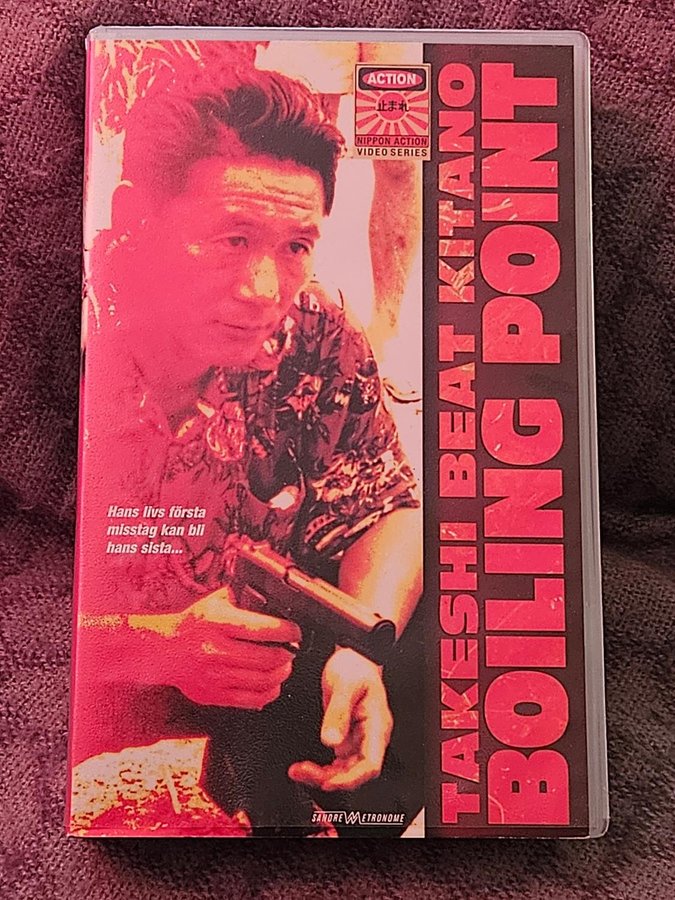 ACTION
止まれ
NIPPON ACTION
VIDEO SERIES
TAKESHI BEAT KITANO
BOILING POINT
Hans livs första
misstag kan bli
hans sista...
SANDREW METRONOME